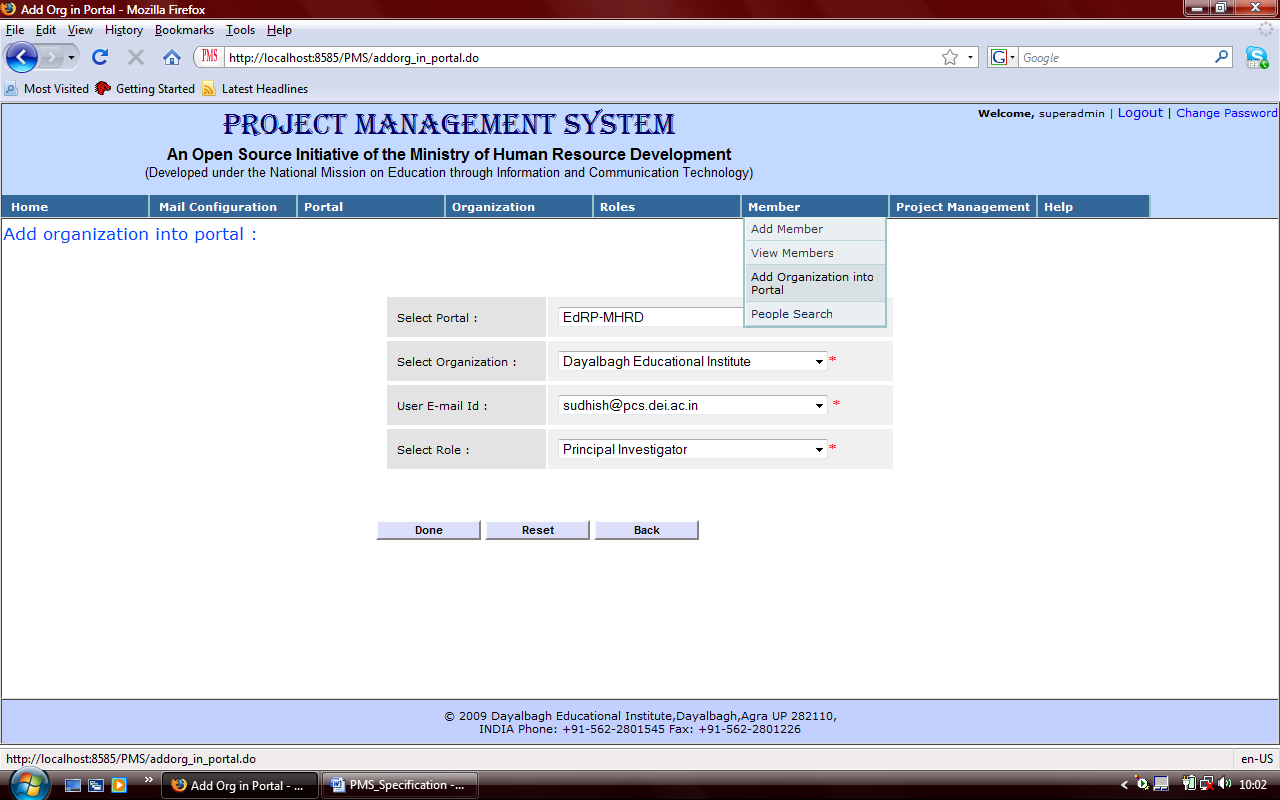 Add Org in Portal - Mozilla Firefox
File Edit View History Bookmarks Tools Help
PMS http://localhost:8585/PMS/addorg_in_portal.do
G Google
Most Visited Getting Started Latest Headlines
Welcome, superadmin | Logout | Change Password
PROJECT MANAGEMENT SYSTEM
An Open Source Initiative of the Ministry of Human Resource Development
(Developed under the National Mission on Education through Information and Communication Technology)
Home Mail Configuration Portal Organization Roles Member Project Management Help
Add organization into portal :
Add Member
View Members
Add Organization into
Portal
People Search
Select Portal : EdRP-MHRD
Select Organization : Dayalbagh Educational Institute *
User E-mail Id : sudhish@pcs.dei.ac.in *
Select Role : Principal Investigator *
Done Reset Back
© 2009 Dayalbagh Educational Institute,Dayalbagh,Agra UP 282110,
INDIA Phone: +91-562-2801545 Fax: +91-562-2801226
http://localhost:8585/PMS/addorg_in_portal.do en-US
» Add Org in Portal - ... PMS_Specification -... < 10:02